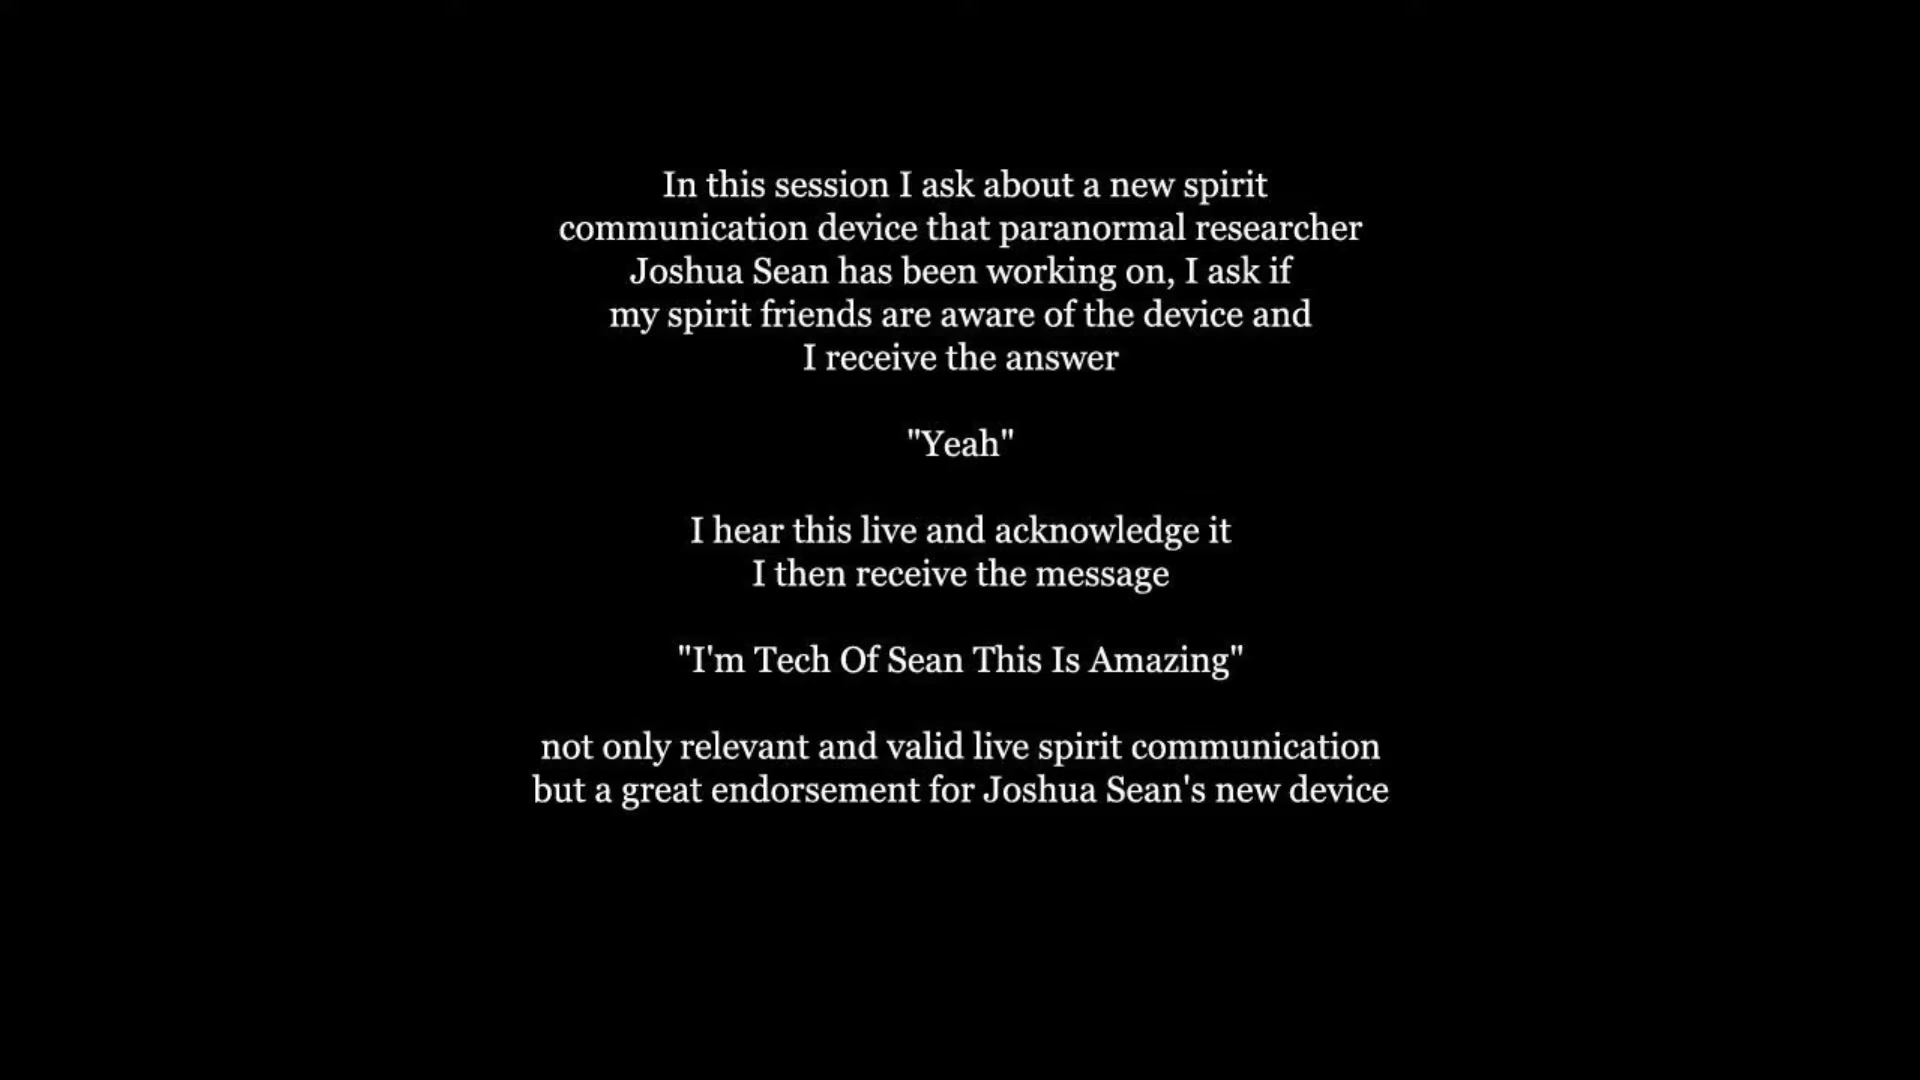 In this session I ask about a new spirit
communication device that paranormal researcher
Joshua Sean has been working on, I ask if
my spirit friends are aware of the device and
I receive the answer
"Yeah"
I hear this live and acknowledge it
I then receive the message
"I'm Tech Of Sean This Is Amazing"
not only relevant and valid live spirit communication
but a great endorsement for Joshua Sean's new device